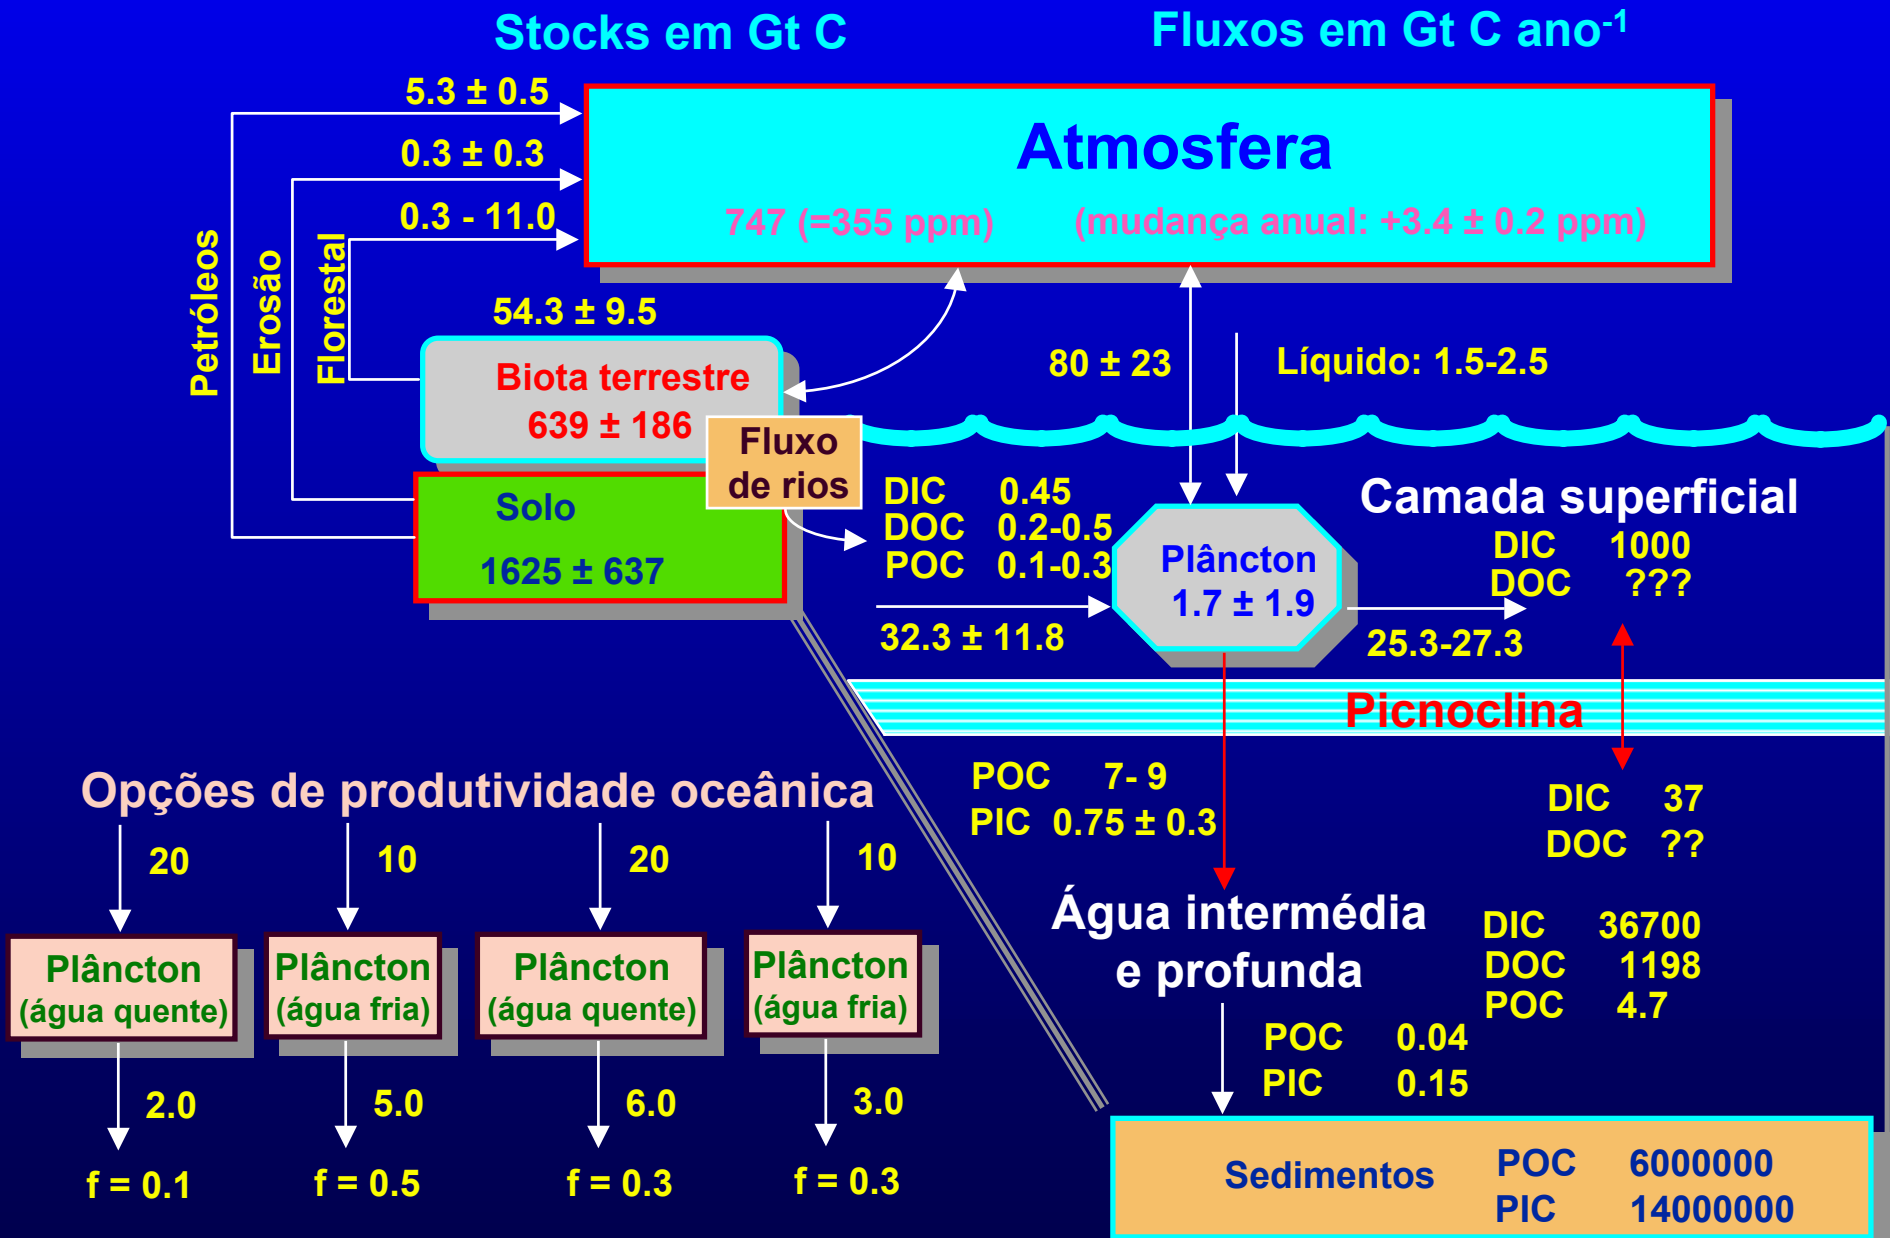 Stocks em Gt C
Fluxos em Gt C ano-1
5.3 ± 0.5
0.3 ± 0.3
0.3 - 11.0
Petróleos
Erosão
Florestal
Atmosfera
747 (=355 ppm)
(mudança anual: +3.4 ± 0.2 ppm)
54.3 ± 9.5
Biota terrestre
639 ± 186
Solo
1625 ± 637
Fluxo
de rios
80 ± 23
Líquido: 1.5-2.5
DIC 0.45
DOC 0.2-0.5
POC 0.1-0.3
32.3 ± 11.8
Plâncton
1.7 ± 1.9
25.3-27.3
Camada superficial
DIC 1000
DOC ???
Picnoclina
POC 7- 9
PIC 0.75 ± 0.3
DIC 37
DOC ??
Água intermédia
e profunda
DIC 36700
DOC 1198
POC 4.7
POC 0.04
PIC 0.15
Sedimentos
POC 6000000
PIC 14000000
Opções de produtividade oceânica
20
10
20
10
Plâncton
(água quente)
Plâncton
(água fria)
Plâncton
(água quente)
Plâncton
(água fria)
2.0
5.0
6.0
3.0
f = 0.1
f = 0.5
f = 0.3
f = 0.3